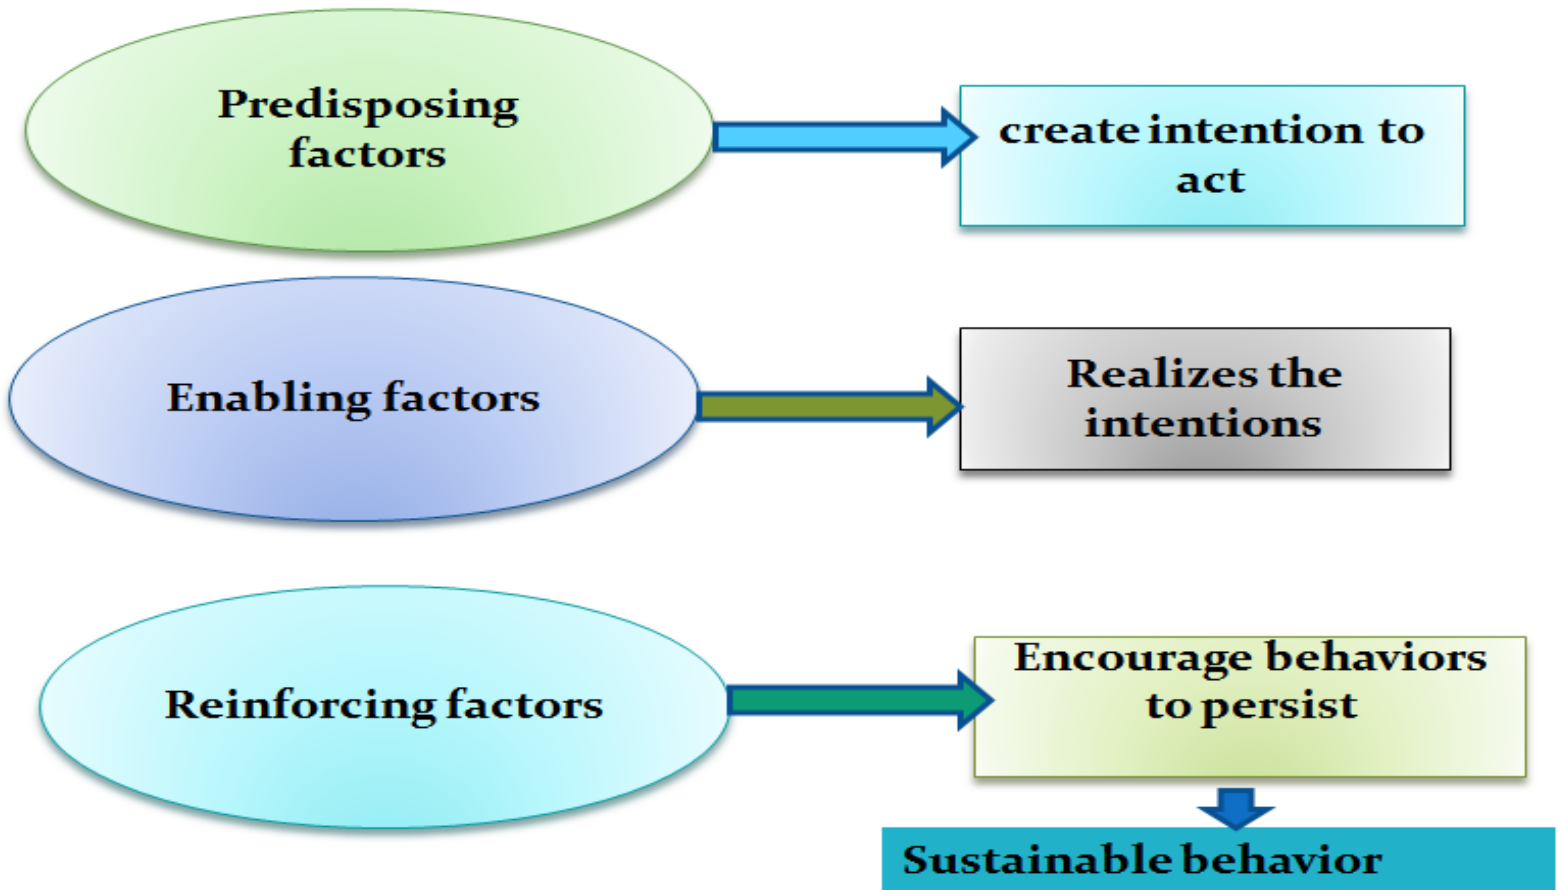 Predisposing
factors
create intention to
act
Enabling factors
Realizes the
intentions
Reinforcing factors
Encourage behaviors
to persist
Sustainable behavior